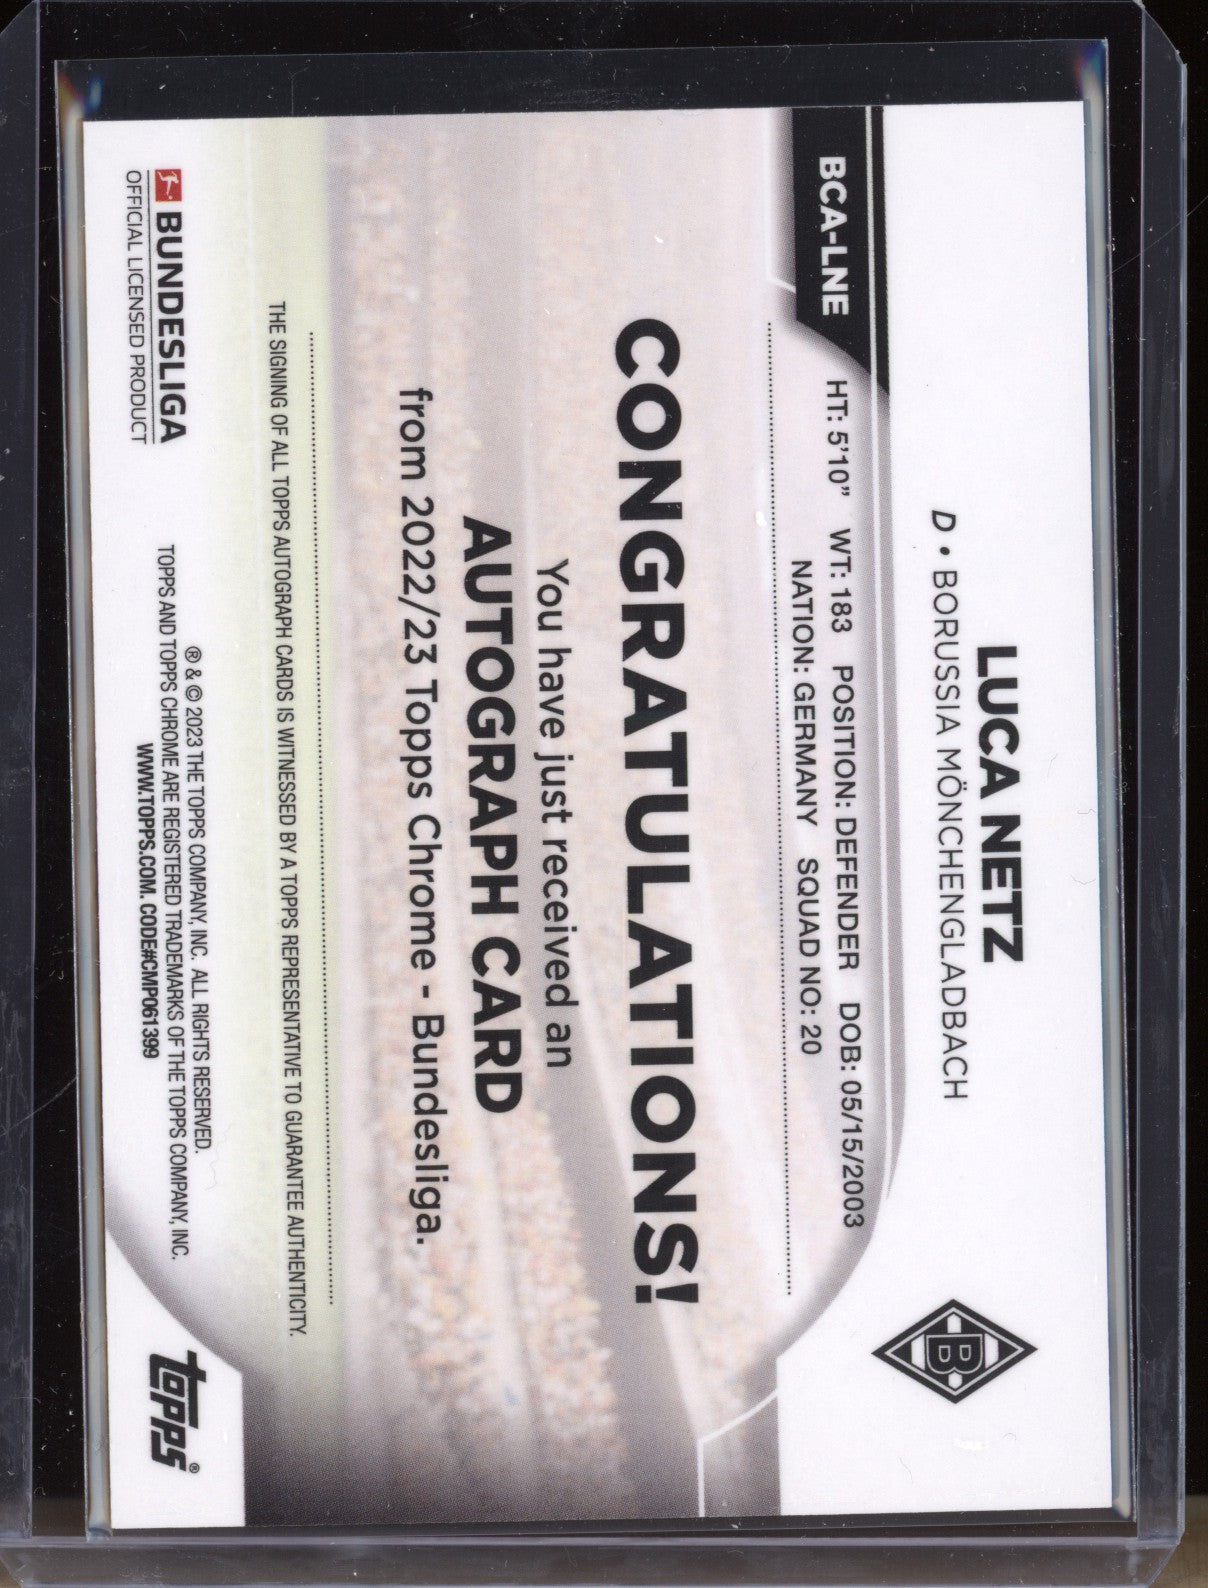 LUCA NETZ
D • BORUSSIA MÖNCHENGLADBACH
BCA-LNE
HT: 5'10" WT: 183 POSITION: DEFENDER DOB: 05/15/2003
NATION: GERMANY SQUAD NO: 20
CONGRATULATIONS!
You have just received an
AUTOGRAPH CARD
from 2022/23 Topps Chrome - Bundesliga.
THE SIGNING OF ALL TOPPS AUTOGRAPH CARDS IS WITNESSED BY A TOPPS REPRESENTATIVE TO GUARANTEE AUTHENTICITY.
BUNDESLIGA
OFFICIAL LICENSED PRODUCT
® & © 2023 THE TOPPS COMPANY, INC. ALL RIGHTS RESERVED.
TOPPS AND TOPPS CHROME ARE REGISTERED TRADEMARKS OF THE TOPPS COMPANY, INC.
WWW.TOPPS.COM. CODE#CMP061399
topps®
B